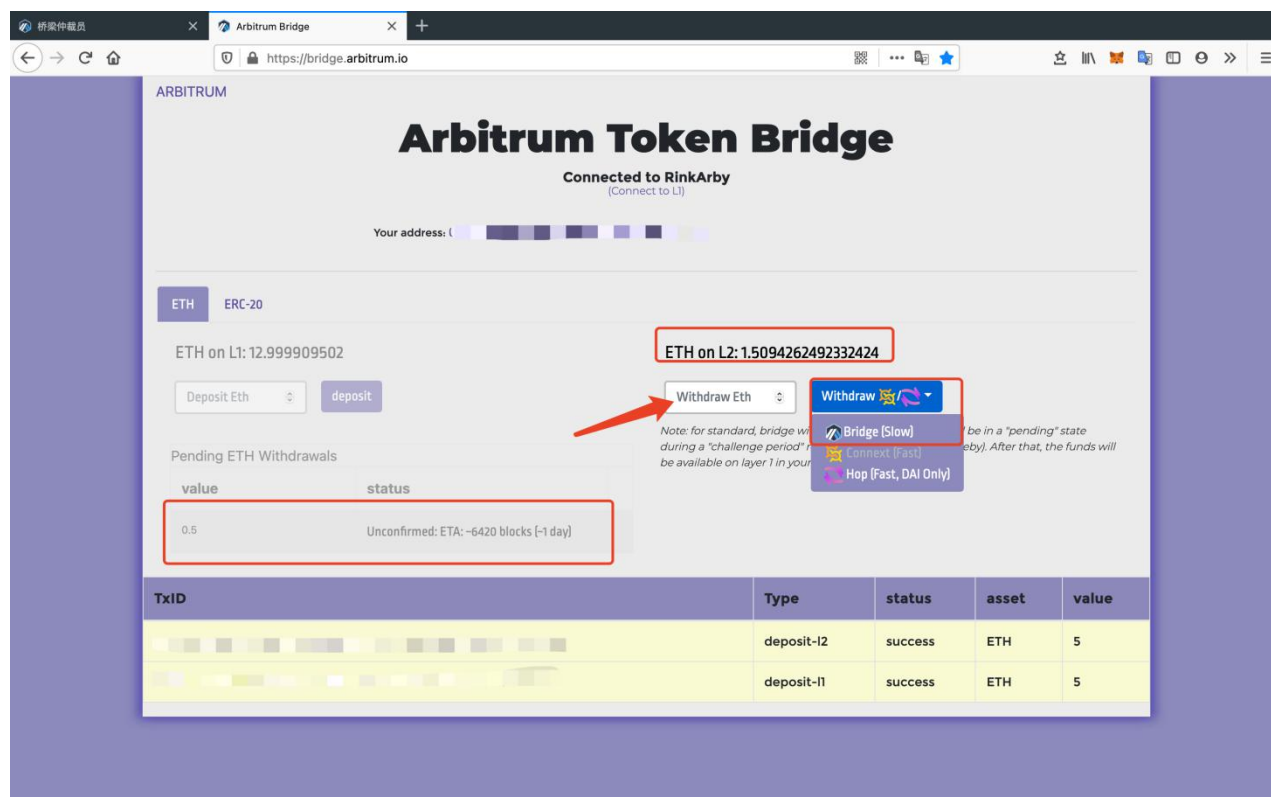 桥梁仲裁员
Arbitrum Bridge
https://bridge.arbitrum.io
ARBITRUM
Arbitrum Token Bridge
Connected to RinkArby
(Connect to L1)
Your address:
ETH ERC-20
ETH on L1: 12.999909502
Deposit Eth deposit
Pending ETH Withdrawals
value status
0.5 Unconfirmed: ETA: ~6420 blocks (~1 day)
ETH on L2: 1.5094262492332424
Withdraw Eth Withdraw /
Bridge (Slow)
Connext (Fast)
Hop (Fast, DAI Only)
Note: for standard, bridge be in a "pending" state
during a "challenge period" After that, the funds will
be available on layer 1 in your
TxID Type status asset value
deposit-l2 success ETH 5
deposit-l1 success ETH 5